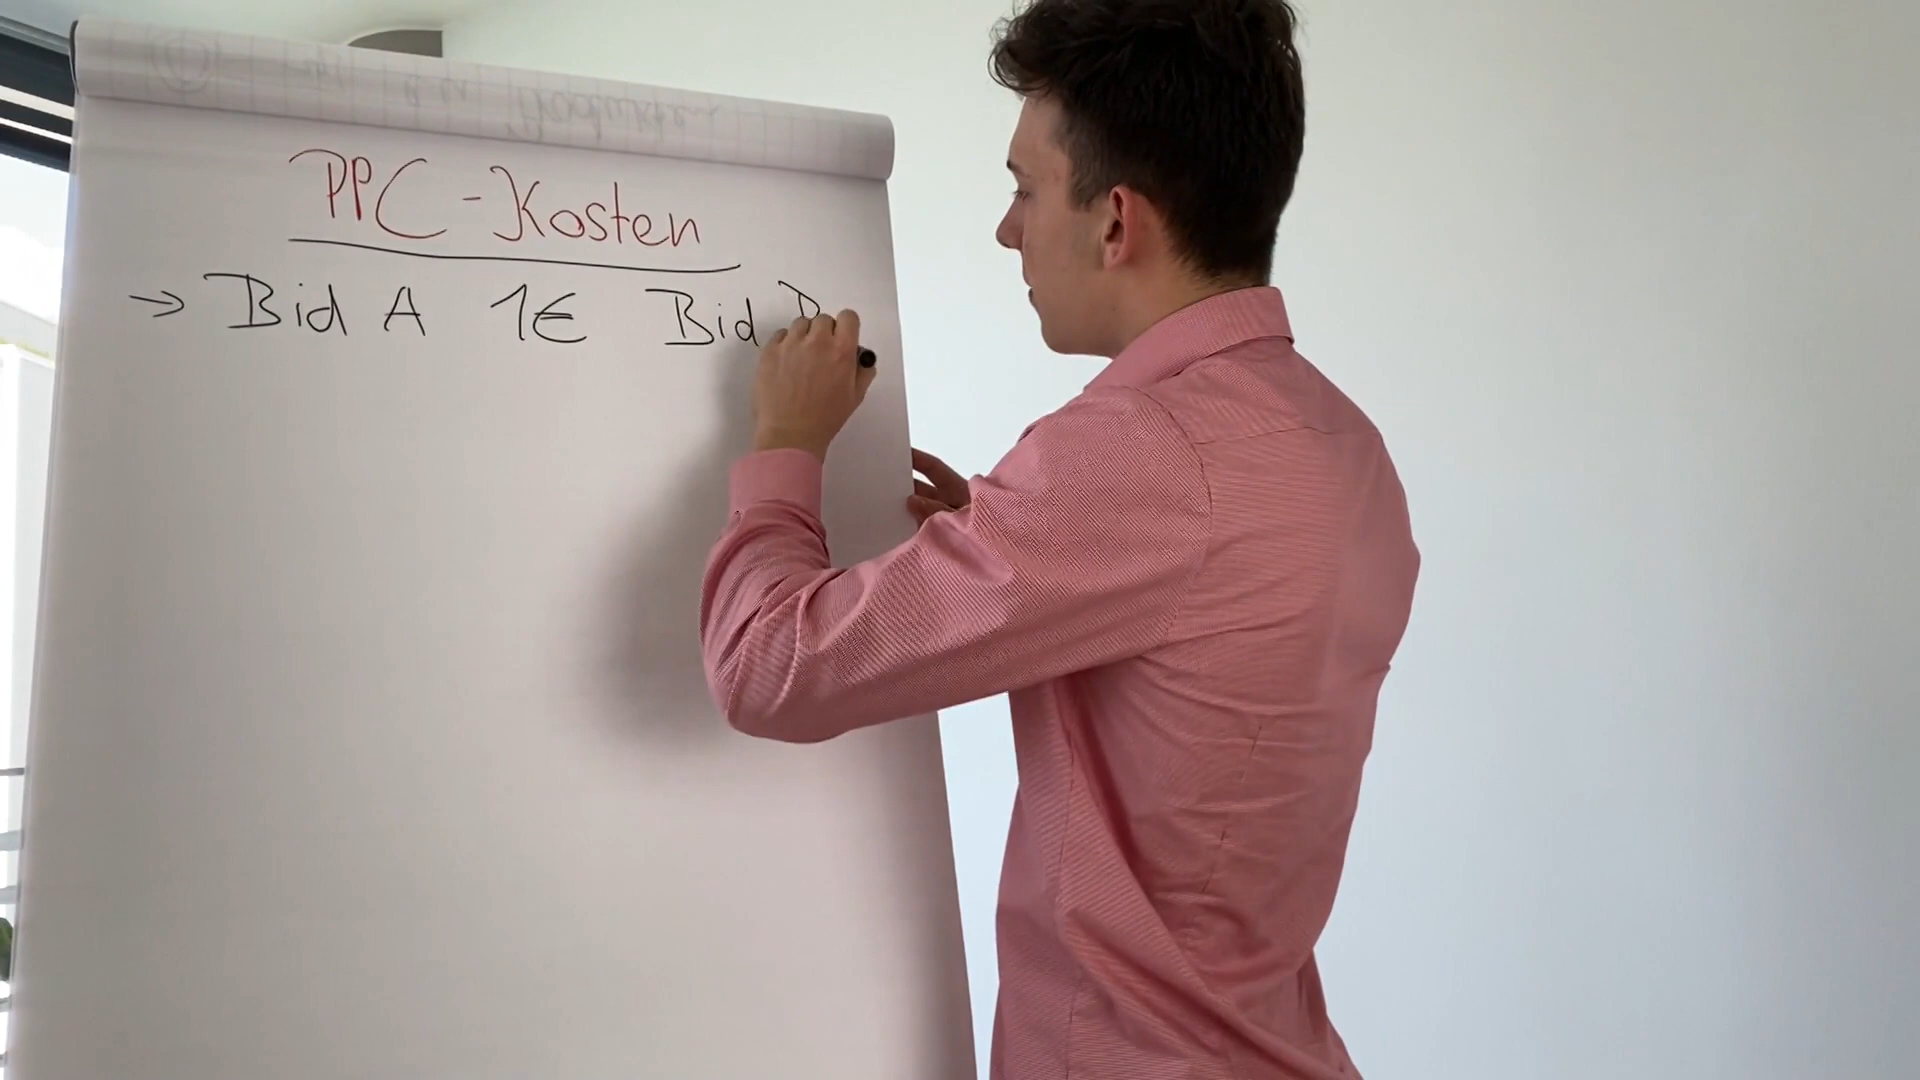 PPC-Kosten
→ Bid A 1€ Bid